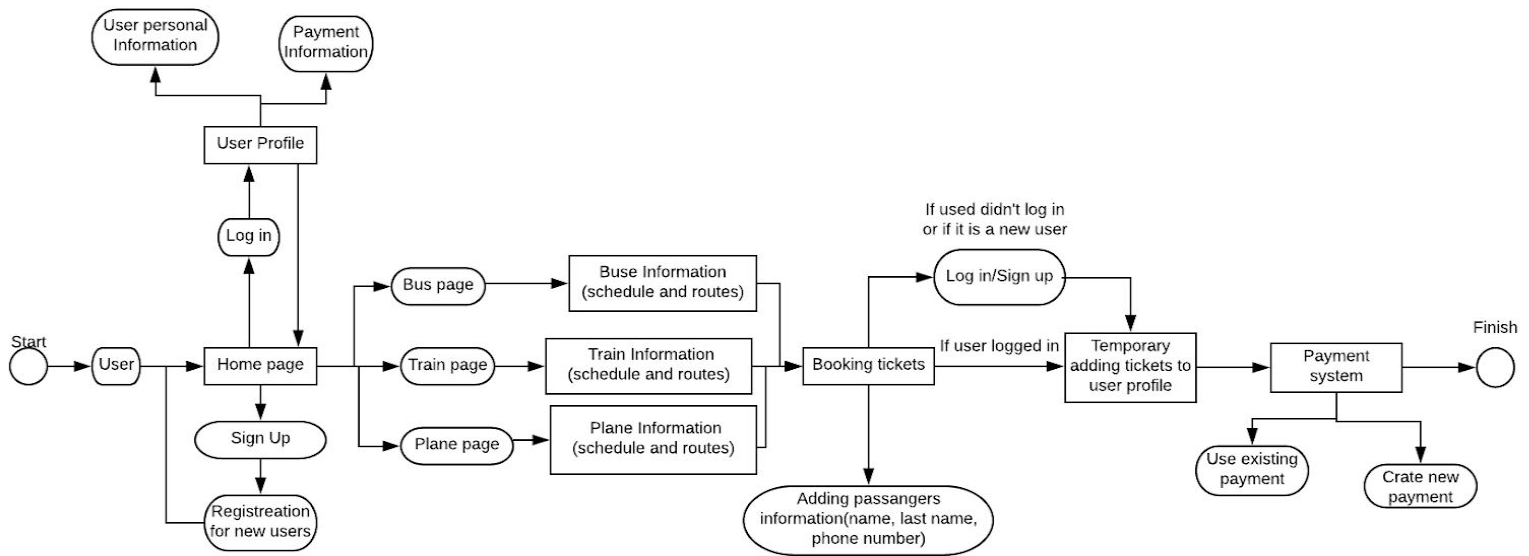 User personal
Information
Payment
Information
User Profile
Log in
If used didn't log in
or if it is a new user
Log in/Sign up
Bus page
Buse Information
(schedule and routes)
Start
User
Home page
Train page
Train Information
(schedule and routes)
Booking tickets
If user logged in
Temporary
adding tickets to
user profile
Payment
system
Finish
Sign Up
Plane page
Plane Information
(schedule and routes)
Use existing
payment
Crate new
payment
Registreation
for new users
Adding passangers
information(name, last name,
phone number)